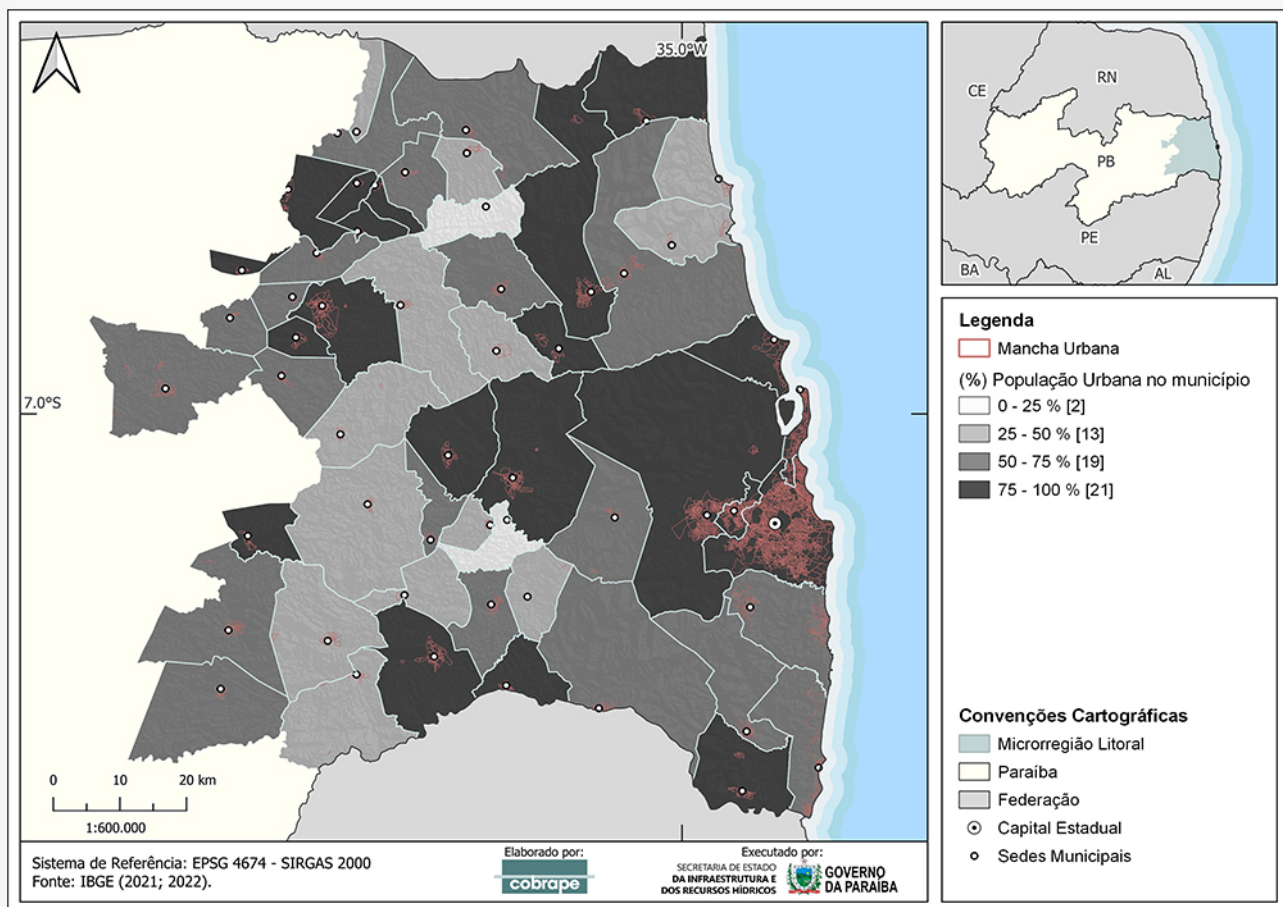 35.0°W
7.0°S
0 10 20 km
1:600.000
Sistema de Referência: EPSG 4674 - SIRGAS 2000
Fonte: IBGE (2021; 2022).
Elaborado por:
cobrape
Executado por:
SECRETARIA DE ESTADO
DA INFRAESTRUTURA E
DOS RECURSOS HÍDRICOS
GOVERNO
DA PARAÍBA
CE
RN
PB
PE
BA
AL
Legenda
Mancha Urbana
(%) População Urbana no município
0 - 25 % [2]
25 - 50 % [13]
50 - 75 % [19]
75 - 100 % [21]
Convenções Cartográficas
Microrregião Litoral
Paraíba
Federação
Capital Estadual
Sedes Municipais